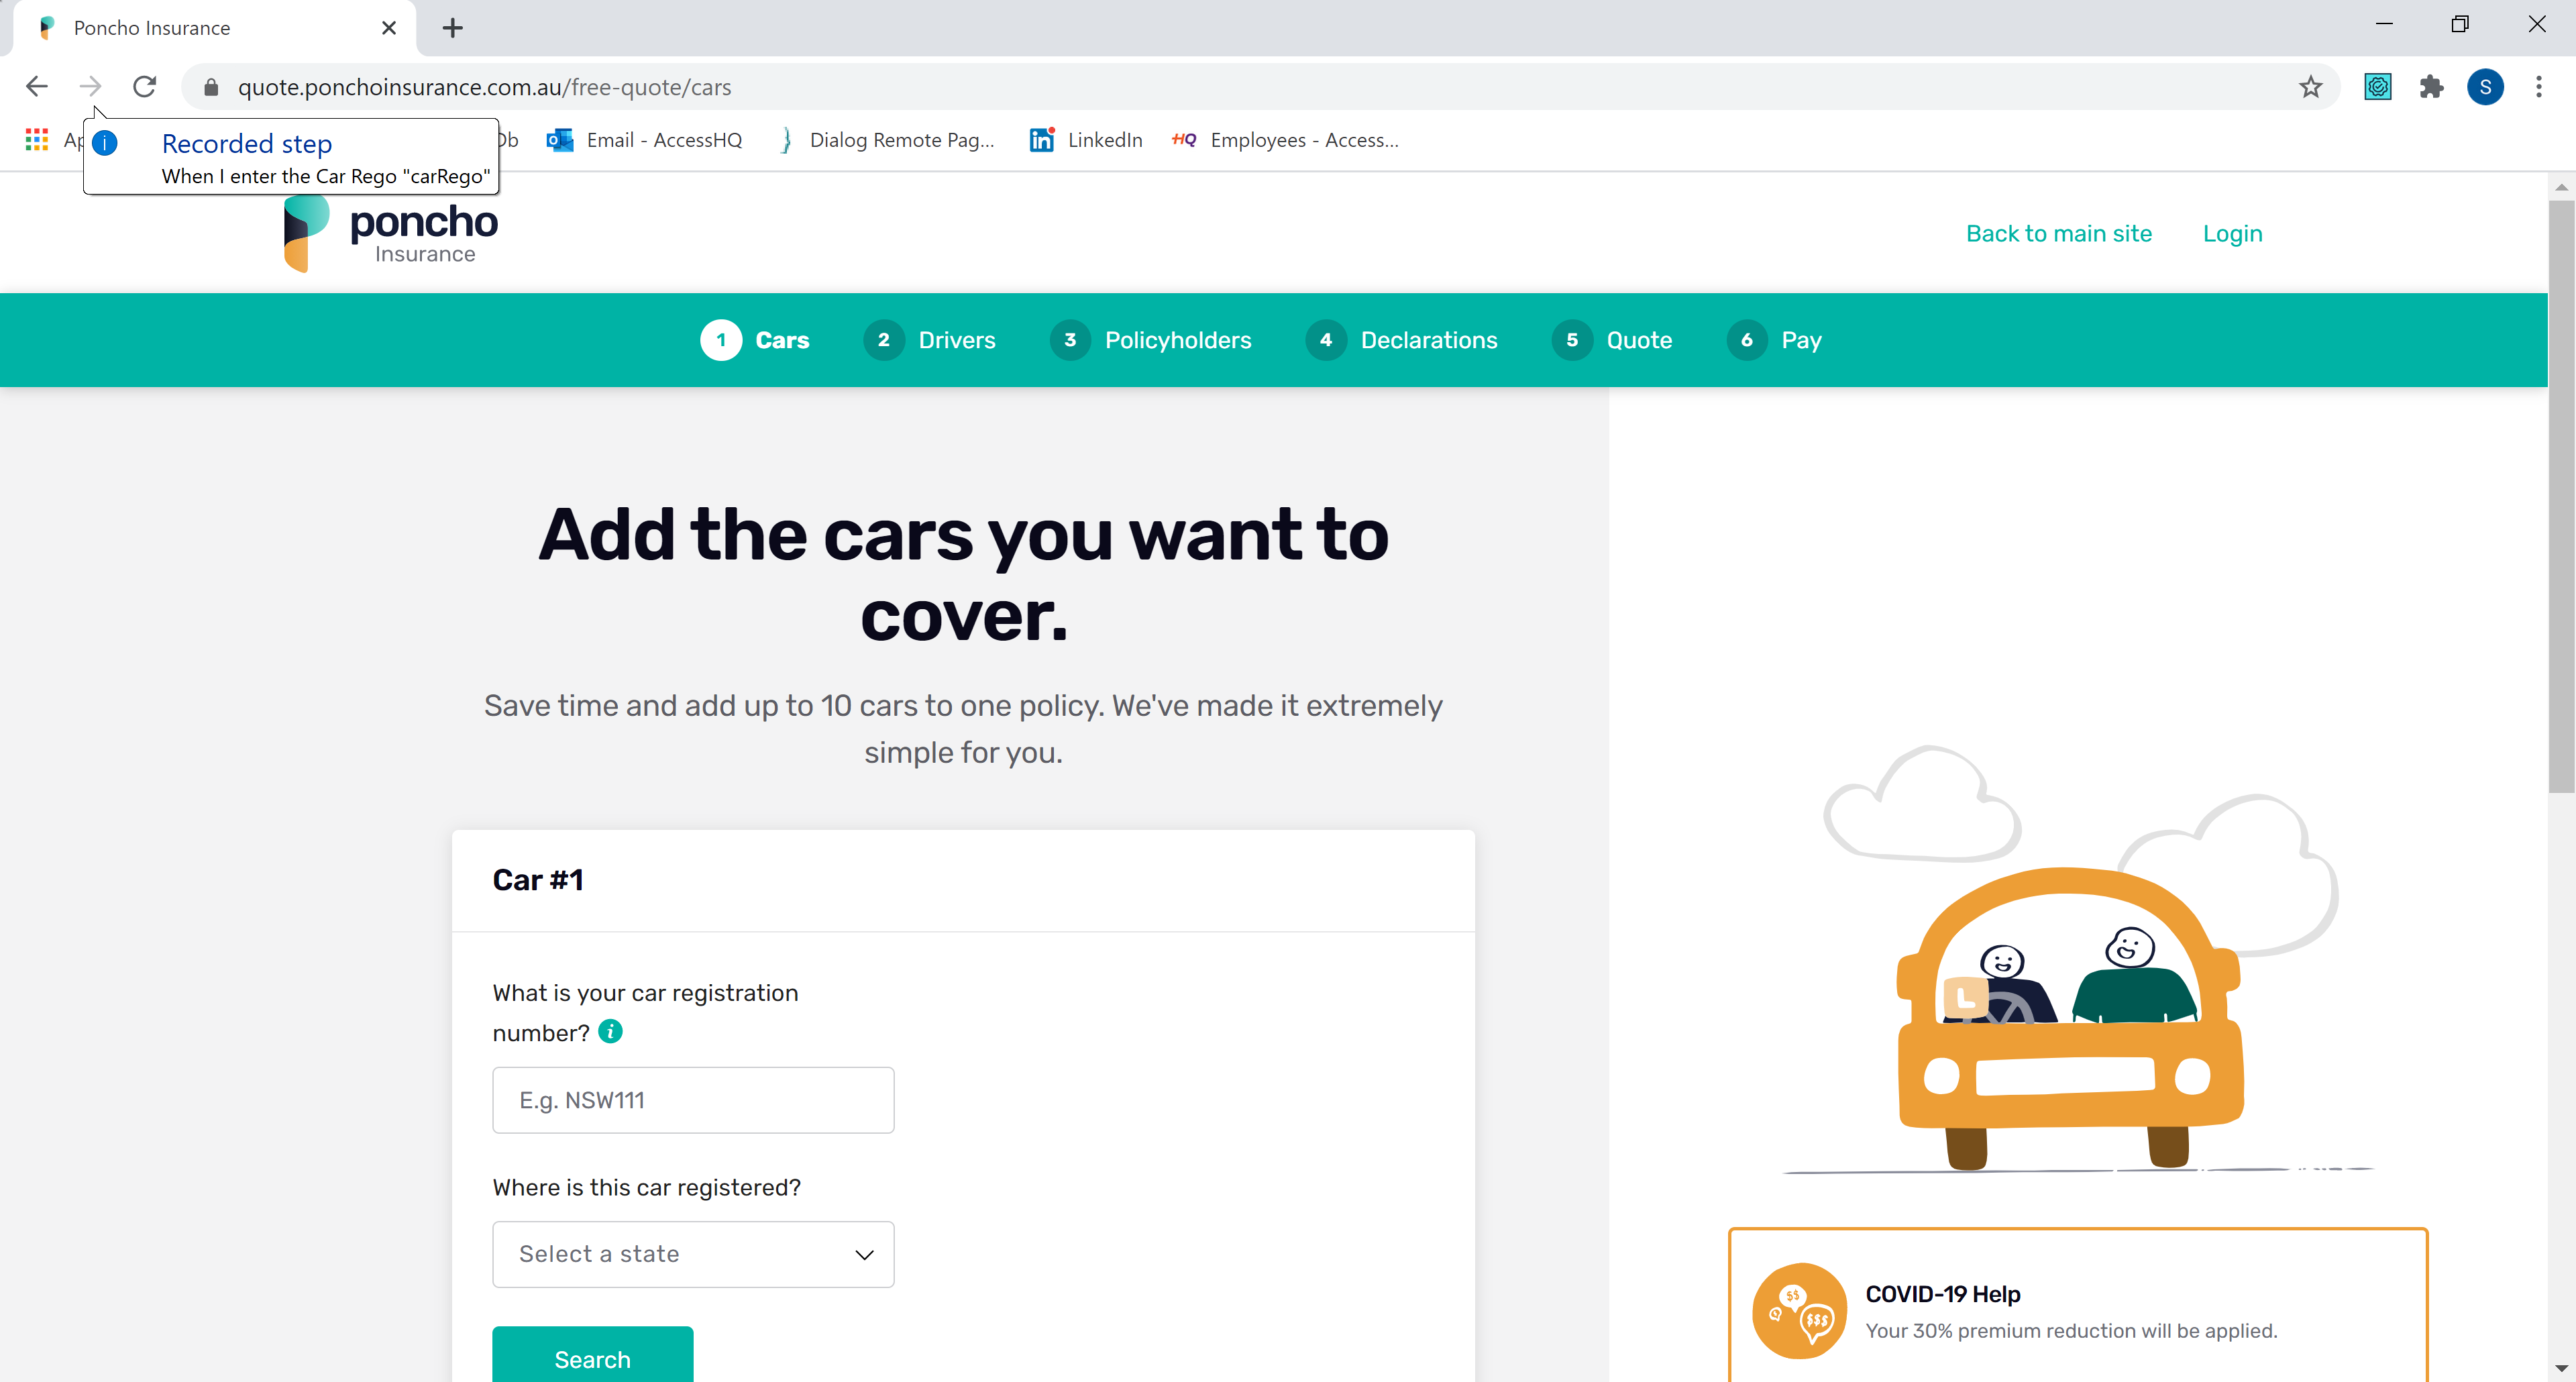 Poncho Insurance
quote.ponchoinsurance.com.au/free-quote/cars
S
Recorded step
When I enter the Car Rego "carRego"
Email - AccessHQ
Dialog Remote Pag...
LinkedIn
HQ
Employees - Access...
poncho
Insurance
Back to main site
Login
1 Cars
2 Drivers
3 Policyholders
4 Declarations
5 Quote
6 Pay
Add the cars you want to
cover.
Save time and add up to 10 cars to one policy. We've made it extremely
simple for you.
Car #1
What is your car registration
number? i
E.g. NSW111
Where is this car registered?
Select a state
Search
L
$$
$$$
COVID-19 Help
Your 30% premium reduction will be applied.